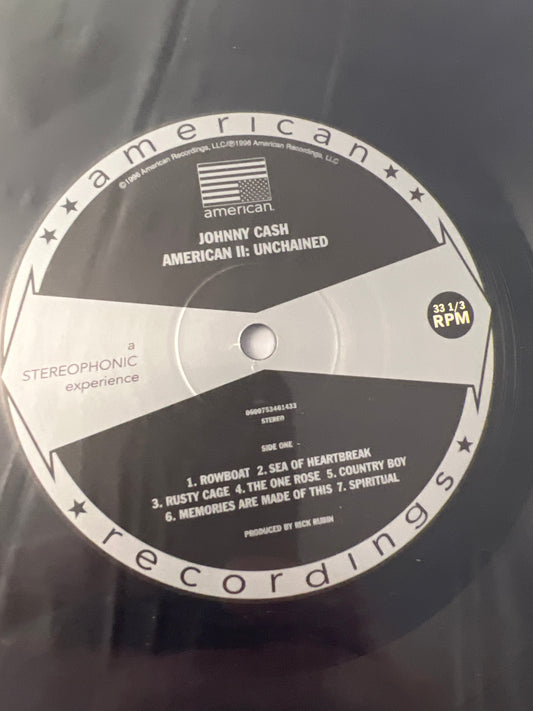 american
©1996 American Recordings, LLC/℗1996 American Recordings, LLC
american
JOHNNY CASH
AMERICAN II: UNCHAINED
33 1/3
RPM
a
STEREOPHONIC
experience
0600753461433
STEREO
SIDE ONE
1. ROWBOAT 2. SEA OF HEARTBREAK
3. RUSTY CAGE 4. THE ONE ROSE 5. COUNTRY BOY
6. MEMORIES ARE MADE OF THIS 7. SPIRITUAL
PRODUCED BY RICK RUBIN
recordings